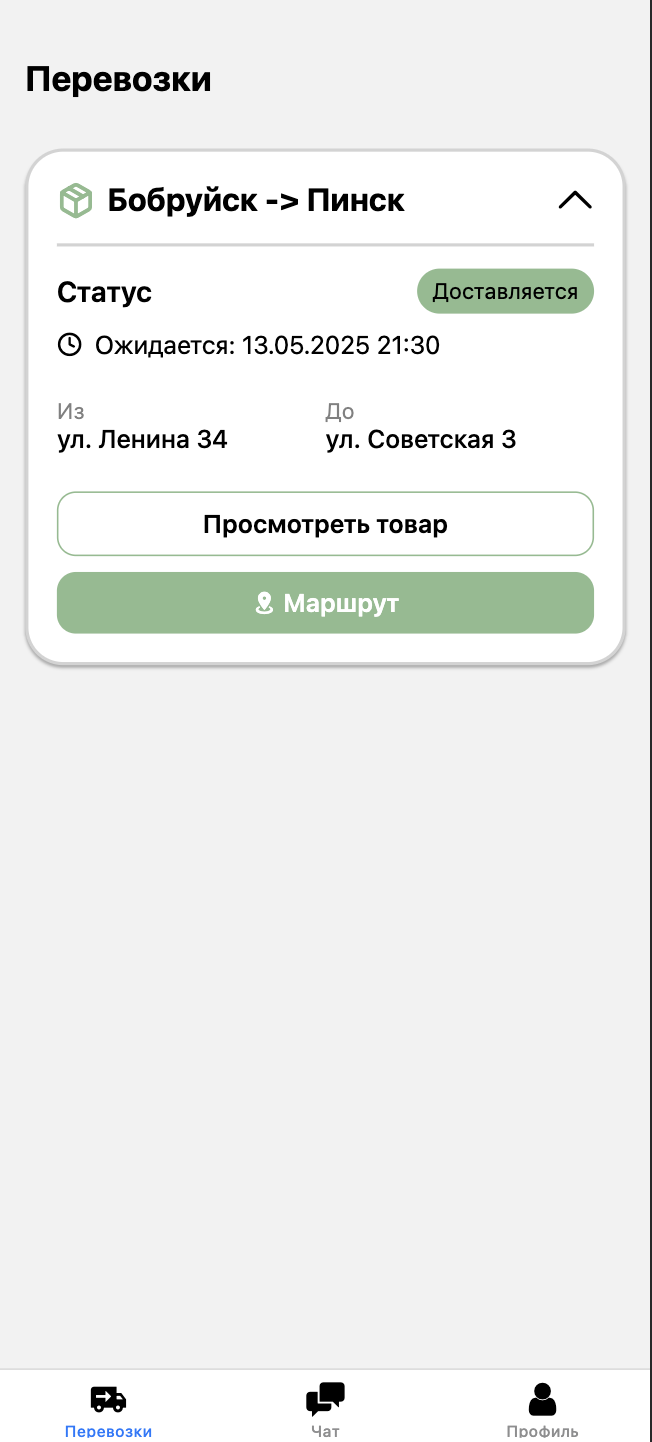 Перевозки
Бобруйск -> Пинск
Статус
Доставляется
Ожидается: 13.05.2025 21:30
Из
До
ул. Ленина 34
ул. Советская 3
Просмотреть товар
Маршрут
Перевозки
Чат
Профиль